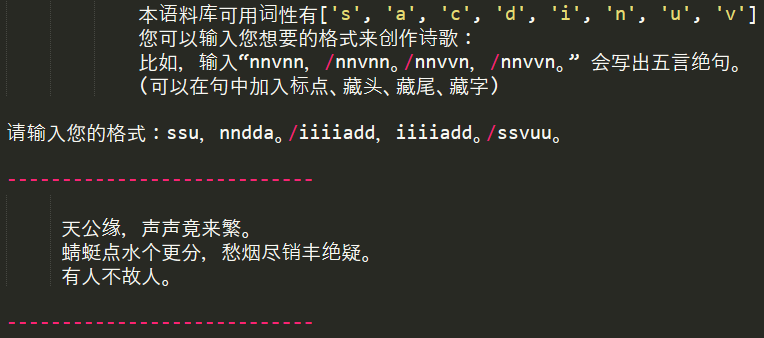 本语料库可用词性有['s', 'a', 'c', 'd', 'i', 'n', 'u', 'v']
您可以输入您想要的格式来创作诗歌：
比如, 输入“nnvnn, /nnvnn。/nnvvn, /nnvvn。” 会写出五言绝句。
(可以在句中加入标点、藏头、藏尾、藏字)
请输入您的格式：ssu, nndda。/iiiiadd, iiiiadd。/ssvuu。
----------------------------
天公缘, 声声竟来繁。
蜻蜓点水个更分, 愁烟尽销丰绝疑。
有人不故人。
----------------------------